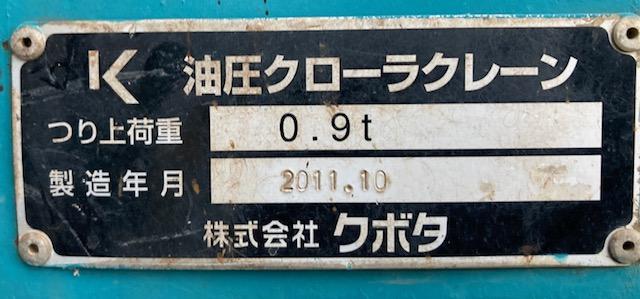 K 油圧クローラクレーン
つり上荷重 0.9t
製造年月 2011.10
株式会社 クボタ